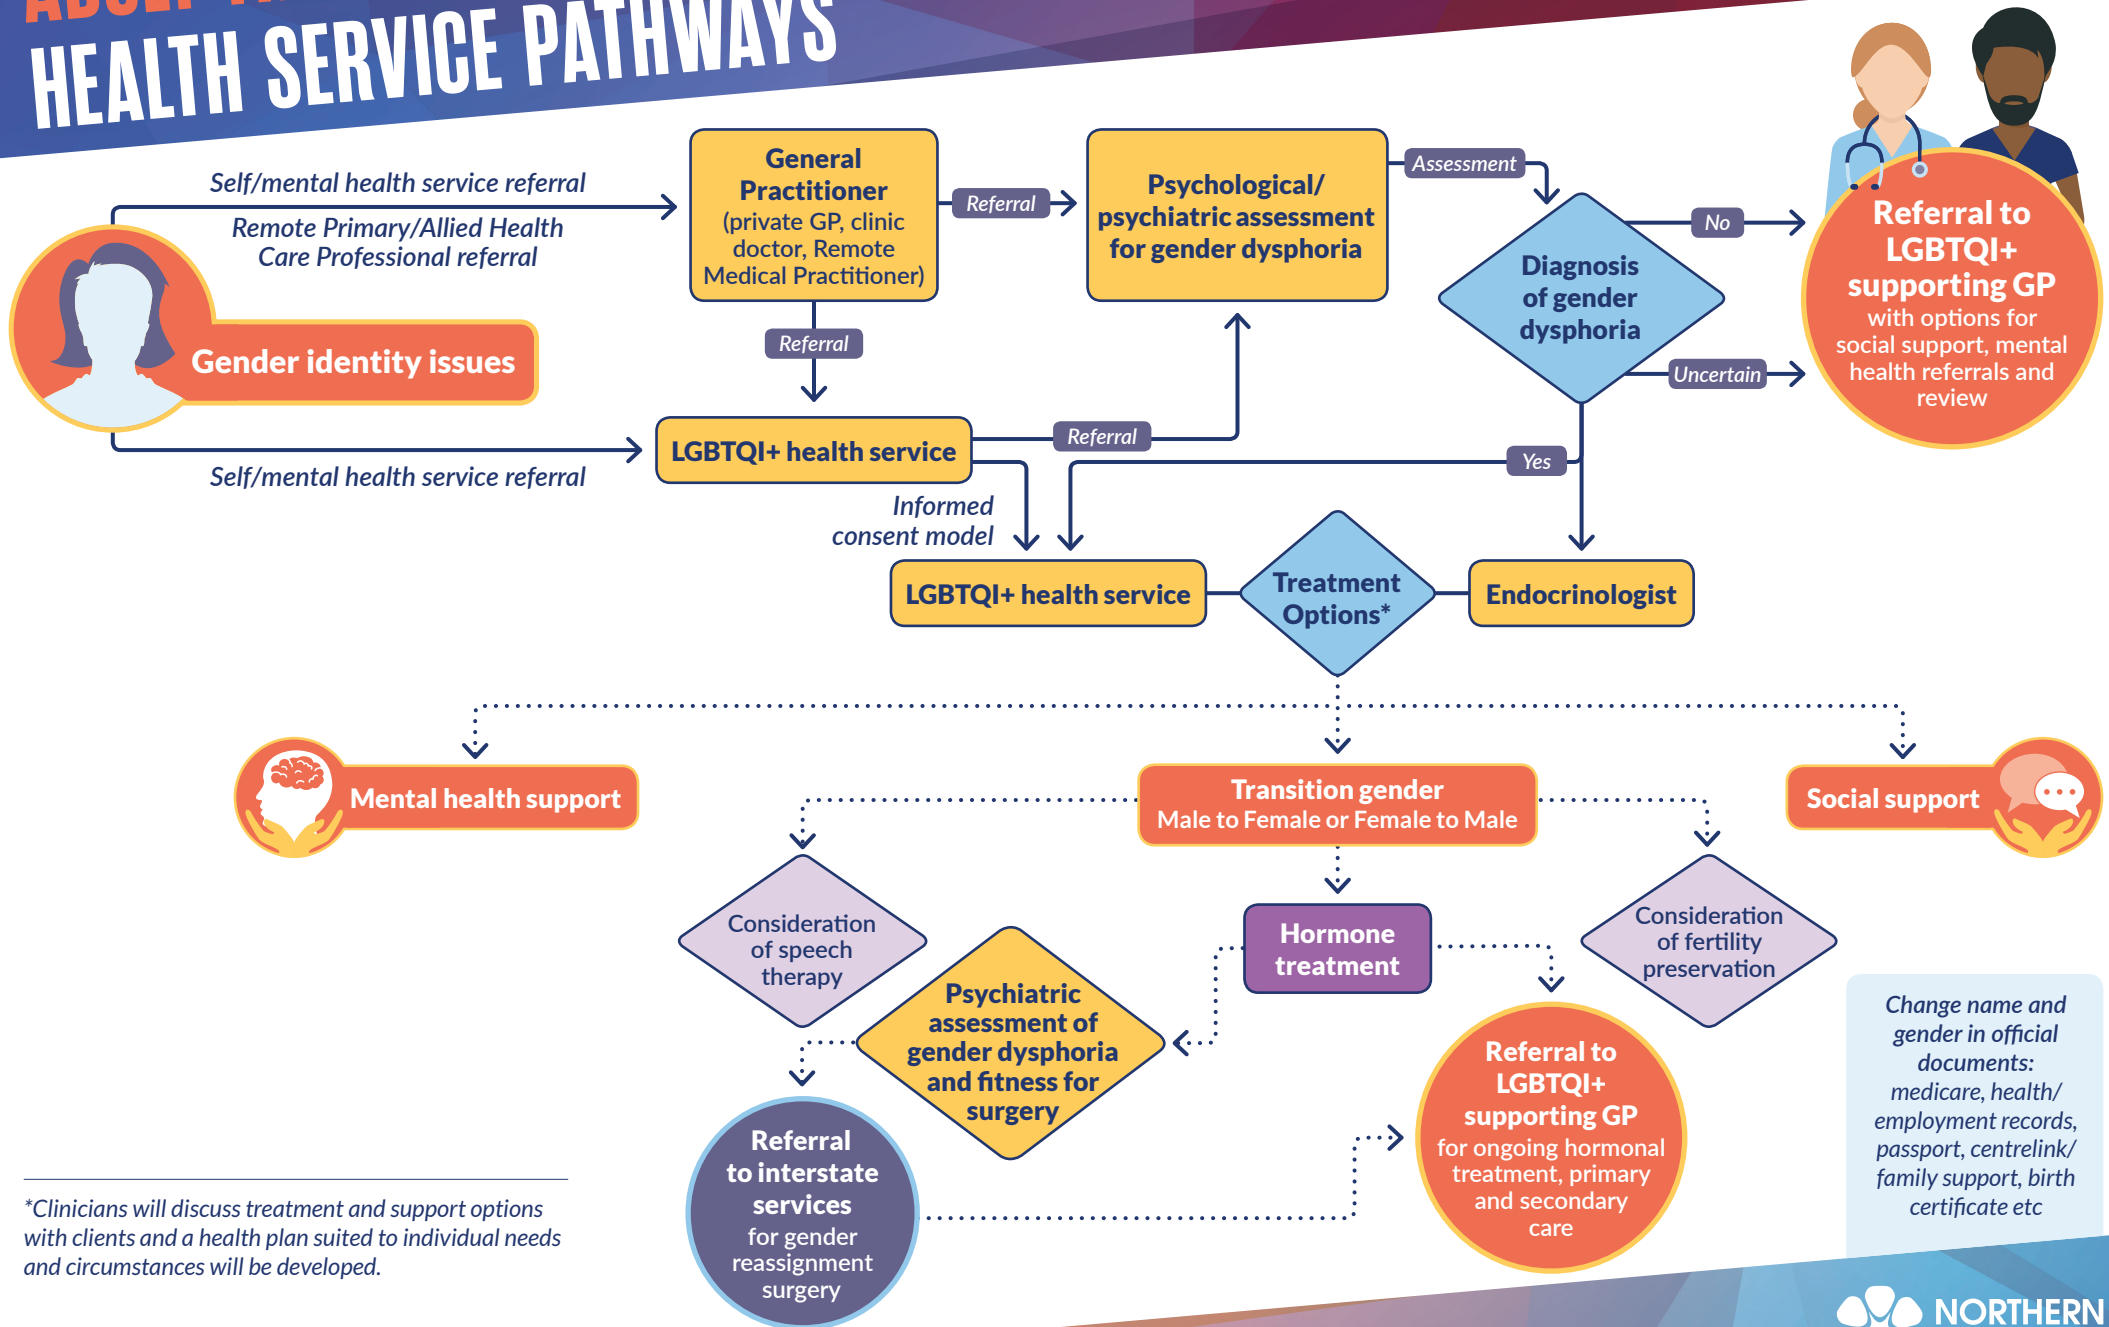 HEALTH SERVICE PATHWAYS
Self/mental health service referral
Remote Primary/Allied Health
Care Professional referral
Gender identity issues
Self/mental health service referral
General
Practitioner
(private GP, clinic
doctor, Remote
Medical Practitioner)
Referral
Referral
LGBTQI+ health service
Psychological/
psychiatric assessment
for gender dysphoria
Assessment
Diagnosis
of gender
dysphoria
No
Uncertain
Yes
Referral to
LGBTQI+
supporting GP
with options for
social support, mental
health referrals and
review
Referral
Informed
consent model
LGBTQI+ health service
Treatment
Options*
Endocrinologist
Mental health support
Transition gender
Male to Female or Female to Male
Social support
Consideration
of speech
therapy
Hormone
treatment
Consideration
of fertility
preservation
Psychiatric
assessment of
gender dysphoria
and fitness for
surgery
Referral
to interstate
services
for gender
reassignment
surgery
Referral to
LGBTQI+
supporting GP
for ongoing hormonal
treatment, primary
and secondary
care
Change name and
gender in official
documents:
medicare, health/
employment records,
passport, centrelink/
family support, birth
certificate etc
*Clinicians will discuss treatment and support options
with clients and a health plan suited to individual needs
and circumstances will be developed.
NORTHERN